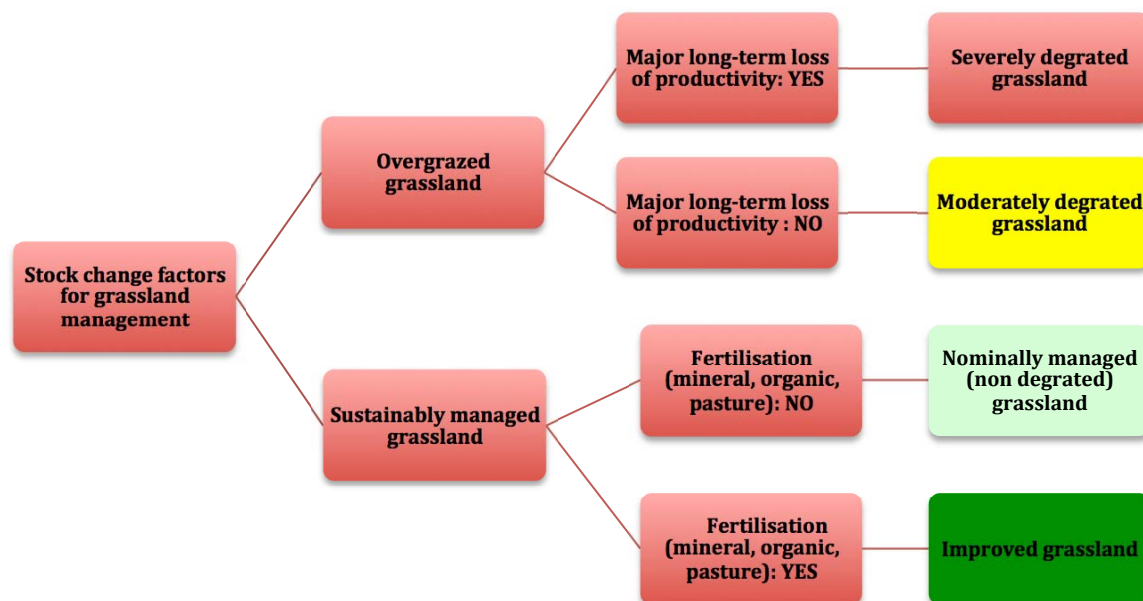 Stock change factors
for grassland
management
Overgrazed
grassland
Sustainably managed
grassland
Major long-term loss
of productivity: YES
Major long-term loss
of productivity : NO
Fertilisation
(mineral, organic,
pasture): NO
Fertilisation
(mineral, organic,
pasture): YES
Severely degrated
grassland
Moderately degrated
grassland
Nominally managed
(non degrated)
grassland
Improved grassland